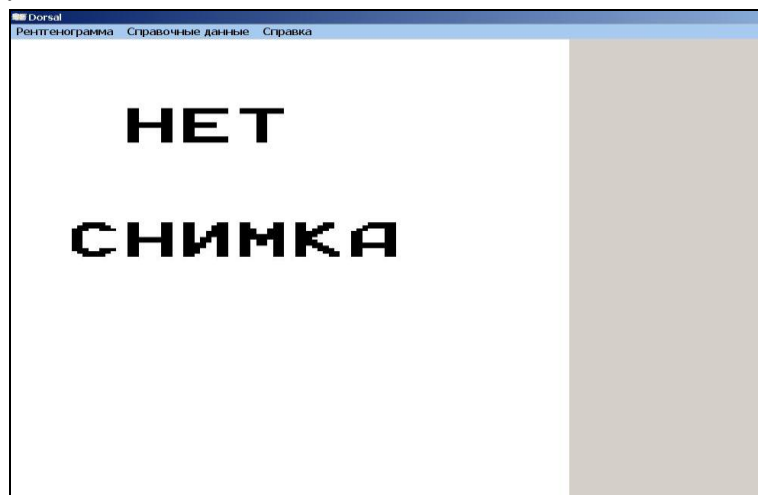 Dorsal
Рентгенограмма Справочные данные Справка
НЕТ
СНИМКА